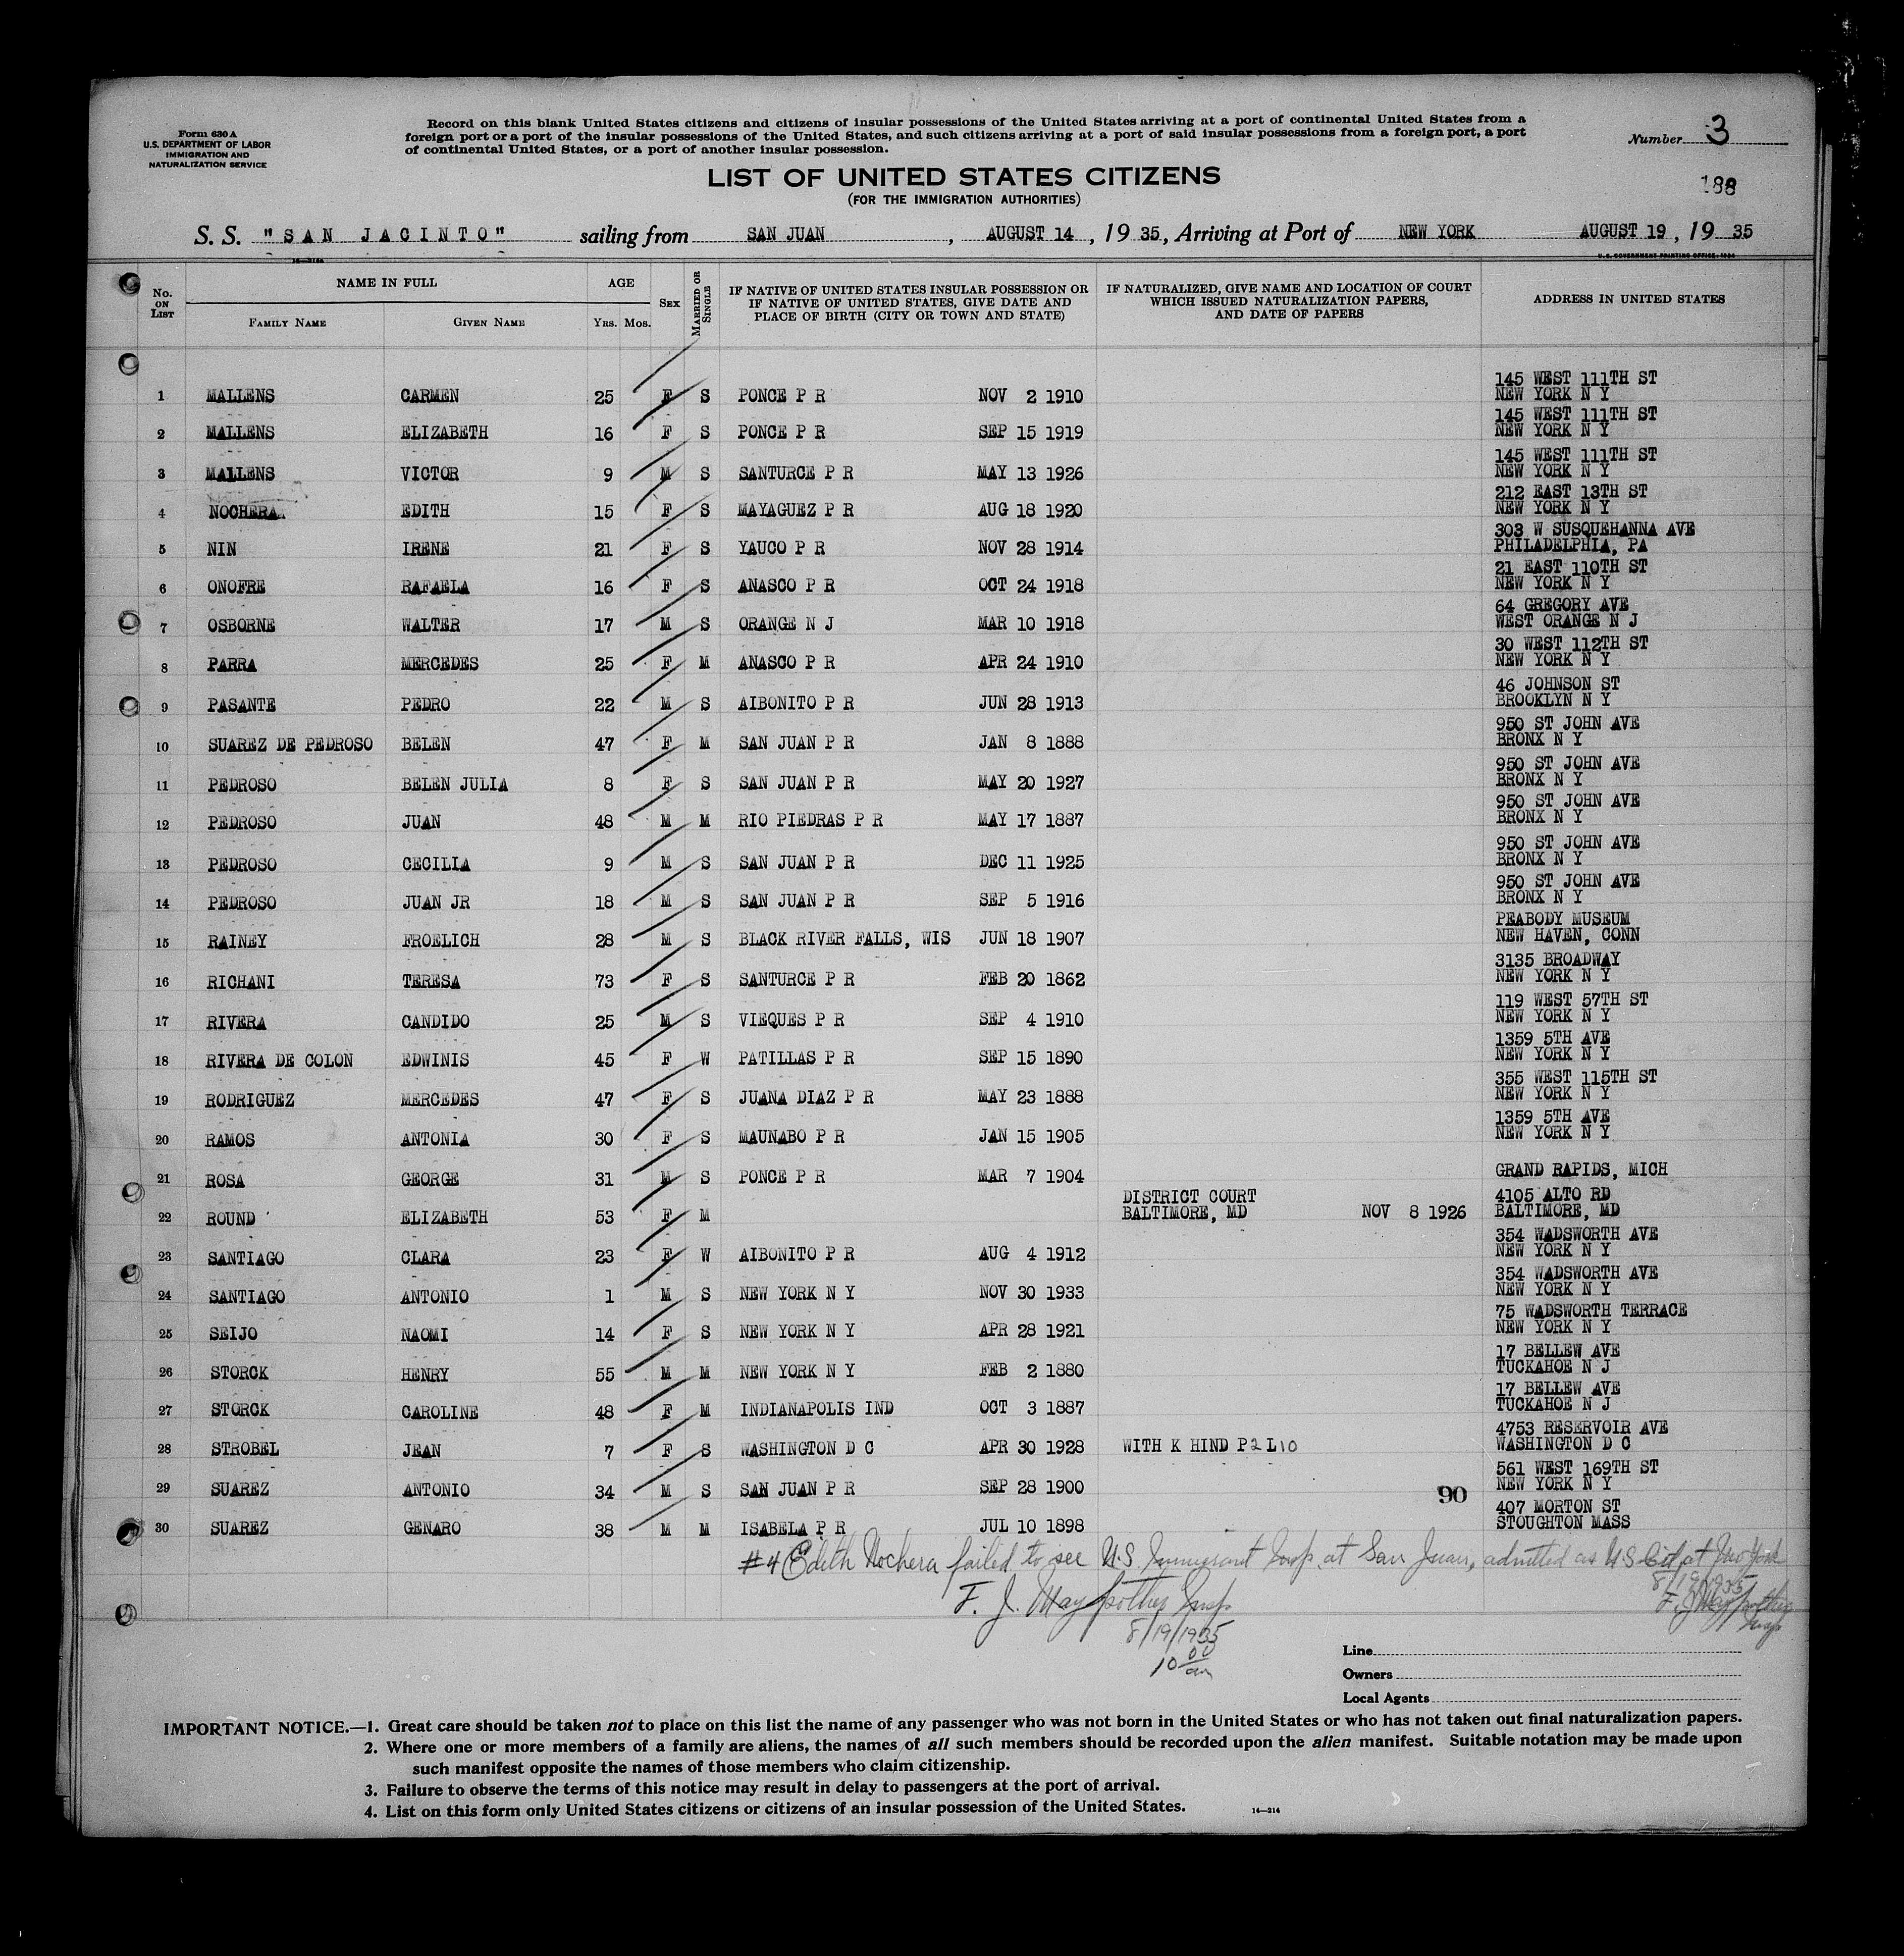 Form 630 A
U.S. DEPARTMENT OF LABOR
IMMIGRATION AND
NATURALIZATION SERVICE
Record on this blank United States citizens and citizens of insular possessions of the United States arriving at a port of continental United States from a
foreign port or a port of the insular possessions of the United States, and such citizens arriving at a port of said insular possessions from a foreign port, a port
of continental United States, or a port of another insular possession.
Number 3
188
LIST OF UNITED STATES CITIZENS
(FOR THE IMMIGRATION AUTHORITIES)
S. S. "SAN JACINTO" sailing from SAN JUAN, AUGUST 14, 19 35, Arriving at Port of NEW YORK AUGUST 19, 19 35
U.S. GOVERNMENT PRINTING OFFICE: 1934
No. ON LIST
NAME IN FULL
FAMILY NAME
GIVEN NAME
AGE
YRS. MOS.
SEX
MARRIED OR SINGLE
IF NATIVE OF UNITED STATES INSULAR POSSESSION OR
IF NATIVE OF UNITED STATES, GIVE DATE AND
PLACE OF BIRTH (CITY OR TOWN AND STATE)
IF NATURALIZED, GIVE NAME AND LOCATION OF COURT
WHICH ISSUED NATURALIZATION PAPERS,
AND DATE OF PAPERS
ADDRESS IN UNITED STATES
145 WEST 111TH ST
1 MALLENS CARMEN 25 F S PONCE P R NOV 2 1910 NEW YORK N Y
145 WEST 111TH ST
2 MALLENS ELIZABETH 16 F S PONCE P R SEP 15 1919 NEW YORK N Y
145 WEST 111TH ST
3 MALLENS VICTOR 9 M S SANTURCE P R MAY 13 1926 NEW YORK N Y
212 EAST 13TH ST
4 NOCHERA EDITH 15 F S MAYAGUEZ P R AUG 18 1920 NEW YORK N Y
303 W SUSQUEHANNA AVE
5 NIN IRENE 21 F S YAUCO P R NOV 28 1914 PHILADELPHIA, PA
21 EAST 110TH ST
6 ONOFRE RAFAELA 16 F S ANASCO P R OCT 24 1918 NEW YORK N Y
64 GREGORY AVE
7 OSBORNE WALTER 17 M S ORANGE N J MAR 10 1918 WEST ORANGE N J
30 WEST 112TH ST
8 PARRA MERCEDES 25 F M ANASCO P R APR 24 1910 NEW YORK N Y
46 JOHNSON ST
9 PASANTE PEDRO 22 M S AIBONITO P R JUN 28 1913 BROOKLYN N Y
950 ST JOHN AVE
10 SUAREZ DE PEDROSO BELEN 47 F M SAN JUAN P R JAN 8 1888 BRONX N Y
950 ST JOHN AVE
11 PEDROSO BELEN JULIA 8 F S SAN JUAN P R MAY 20 1927 BRONX N Y
950 ST JOHN AVE
12 PEDROSO JUAN 48 M M RIO PIEDRAS P R MAY 17 1887 BRONX N Y
950 ST JOHN AVE
13 PEDROSO CECILIA 9 M S SAN JUAN P R DEC 11 1925 BRONX N Y
950 ST JOHN AVE
14 PEDROSO JUAN JR 18 M S SAN JUAN P R SEP 5 1916 BRONX N Y
PEABODY MUSEUM
15 RAINEY FROELICH 28 M S BLACK RIVER FALLS, WIS JUN 18 1907 NEW HAVEN, CONN
3135 BROADWAY
16 RICHANI TERESA 73 F S SANTURCE P R FEB 20 1862 NEW YORK N Y
119 WEST 57TH ST
17 RIVERA CANDIDO 25 M S VIEQUES P R SEP 4 1910 NEW YORK N Y
1359 5TH AVE
18 RIVERA DE COLON EDWINIS 45 F W PATILLAS P R SEP 15 1890 NEW YORK N Y
355 WEST 115TH ST
19 RODRIGUEZ MERCEDES 47 F S JUANA DIAZ P R MAY 23 1888 NEW YORK N Y
1359 5TH AVE
20 RAMOS ANTONIA 30 F S MAUNABO P R JAN 15 1905 NEW YORK N Y
21 ROSA GEORGE 31 M S PONCE P R MAR 7 1904 GRAND RAPIDS, MICH
DISTRICT COURT 4105 ALTO RD
22 ROUND ELIZABETH 53 F M BALTIMORE, MD NOV 8 1926 BALTIMORE, MD
354 WADSWORTH AVE
23 SANTIAGO CLARA 23 F W AIBONITO P R AUG 4 1912 NEW YORK N Y
354 WADSWORTH AVE
24 SANTIAGO ANTONIO 1 M S NEW YORK N Y NOV 30 1933 NEW YORK N Y
75 WADSWORTH TERRACE
25 SEIJO NAOMI 14 F S NEW YORK N Y APR 28 1921 NEW YORK N Y
17 BELLEW AVE
26 STORCK HENRY 55 M M NEW YORK N Y FEB 2 1880 TUCKAHOE N J
17 BELLEW AVE
27 STORCK CAROLINE 48 F M INDIANAPOLIS IND OCT 3 1887 TUCKAHOE N J
4753 RESERVOIR AVE
28 STROBEL JEAN 7 F S WASHINGTON D C APR 30 1928 WITH K HIND P 2 L 10 WASHINGTON D C
561 WEST 169TH ST
29 SUAREZ ANTONIO 34 M S SAN JUAN P R SEP 28 1900 90 NEW YORK N Y
407 MORTON ST
30 SUAREZ GENARO 38 M M ISABELA P R JUL 10 1898 STOUGHTON MASS
#4 Edith Nochera failed to see U.S. Immigrant Insp. at San Juan, admitted as U.S. Cit. at New York
8/19/1935
F. J. Insp
8/19/1935
10 00 am
Line
Owners
Local Agents
IMPORTANT NOTICE.—1. Great care should be taken not to place on this list the name of any passenger who was not born in the United States or who has not taken out final naturalization papers.
2. Where one or more members of a family are aliens, the names of all such members should be recorded upon the alien manifest. Suitable notation may be made upon
such manifest opposite the names of those members who claim citizenship.
3. Failure to observe the terms of this notice may result in delay to passengers at the port of arrival.
4. List on this form only United States citizens or citizens of an insular possession of the United States.
14—214